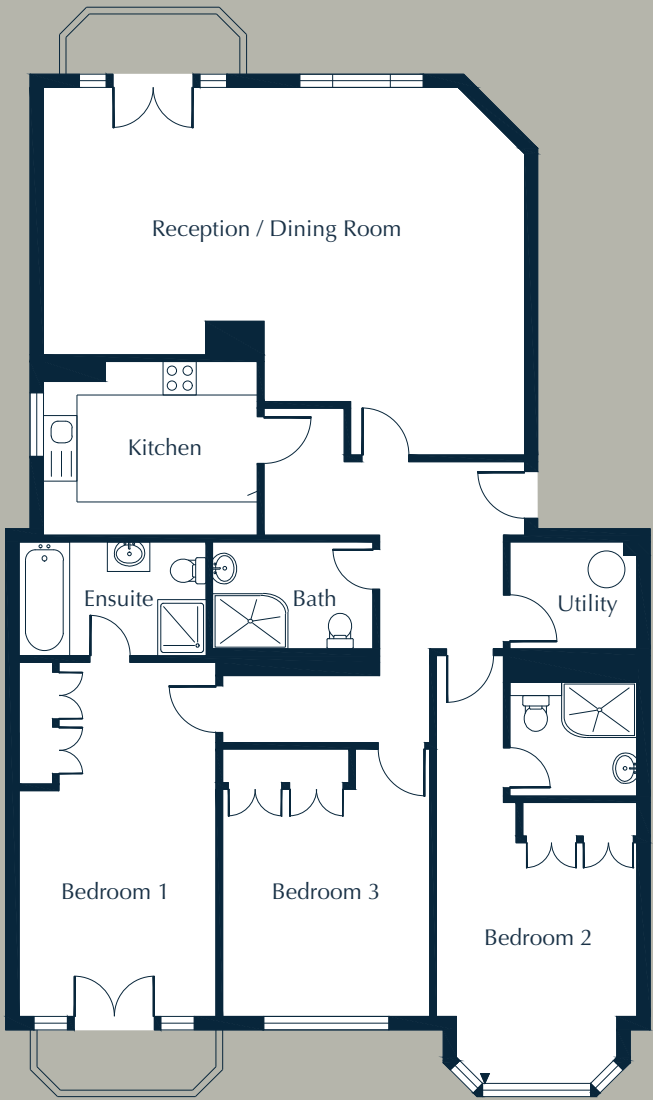 Reception / Dining Room
Kitchen
Ensuite
Bath
Utility
Bedroom 1
Bedroom 3
Bedroom 2